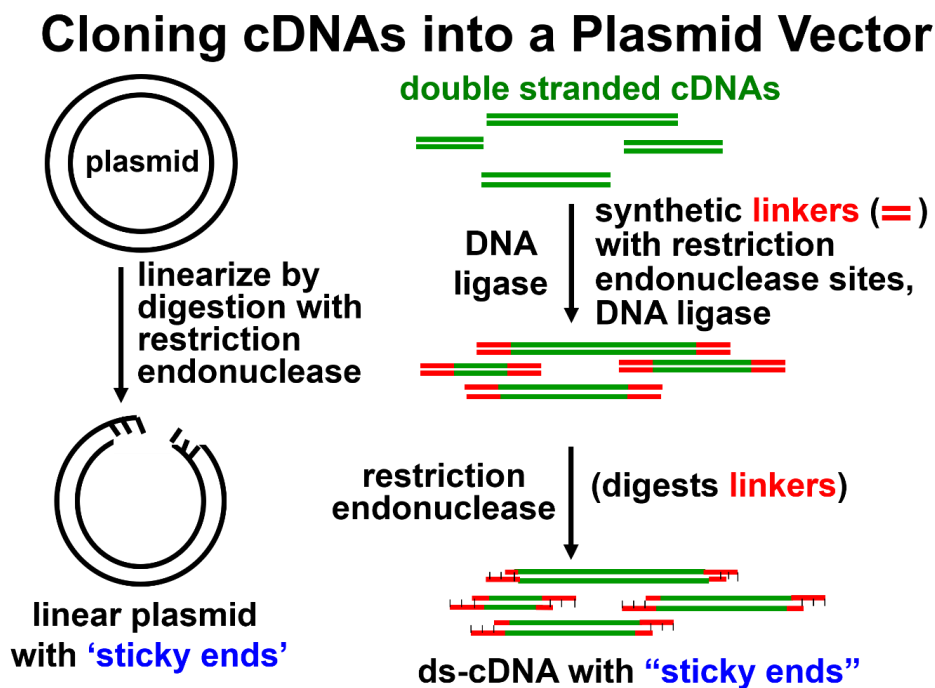 Cloning cDNAs into a Plasmid Vector
plasmid
linearize by
digestion with
restriction
endonuclease
linear plasmid
with ‘sticky ends’
double stranded cDNAs
DNA
ligase
synthetic linkers (=)
with restriction
endonuclease sites,
DNA ligase
restriction
endonuclease
(digests linkers)
ds-cDNA with “sticky ends”